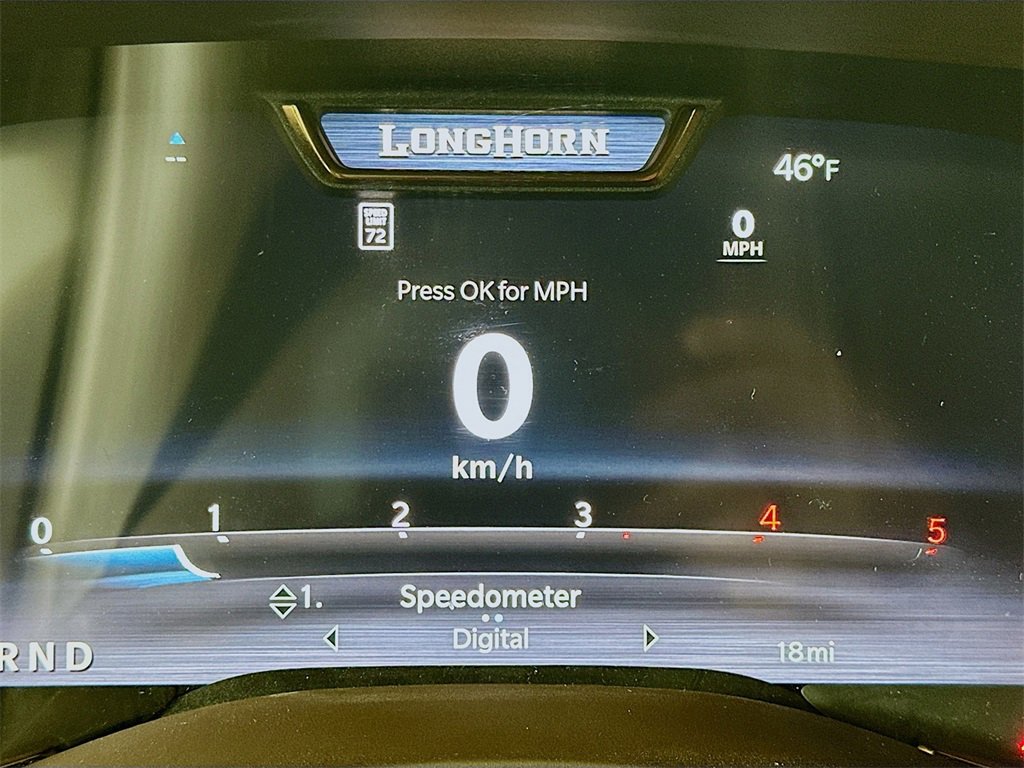 LONGHORN
46°F
SPEED
LIMIT
72
0
MPH
Press OK for MPH
0
km/h
0 1 2 3 4 5
1. Speedometer
Digital
RND
18mi